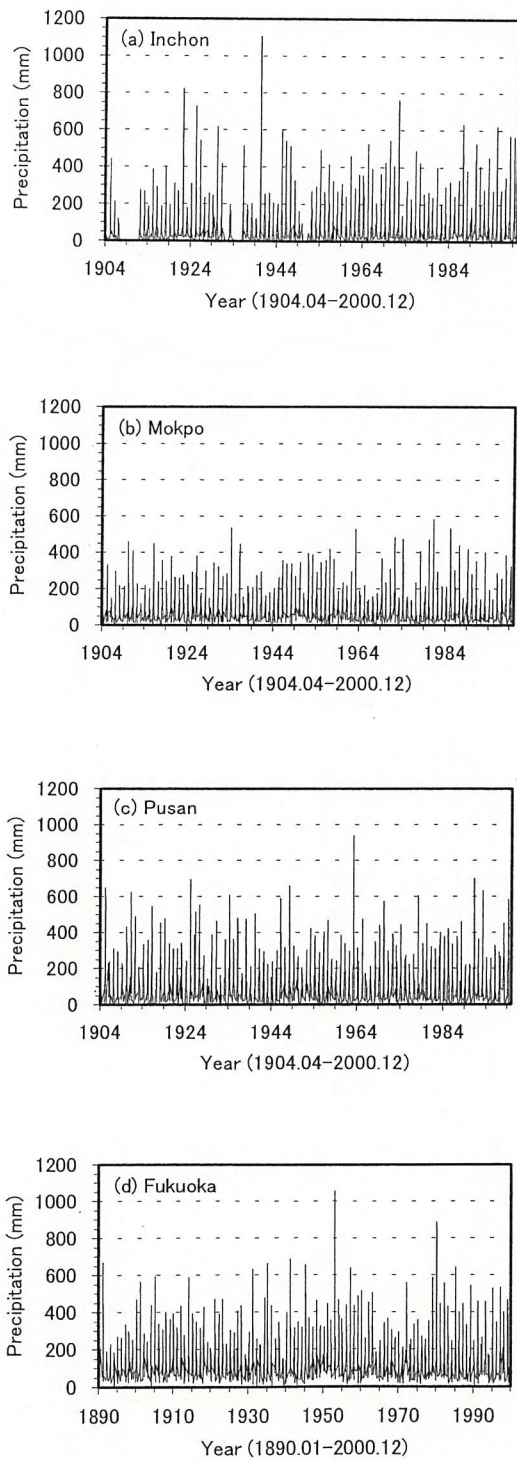 1200
(a) Inchon
1000
800
600
400
200
0
Precipitation (mm)
1904 1924 1944 1964 1984
Year (1904.04-2000.12)
1200
(b) Mokpo
1000
800
600
400
200
0
Precipitation (mm)
1904 1924 1944 1964 1984
Year (1904.04-2000.12)
1200
(c) Pusan
1000
800
600
400
200
0
Precipitation (mm)
1904 1924 1944 1964 1984
Year (1904.04-2000.12)
1200
(d) Fukuoka
1000
800
600
400
200
0
Precipitation (mm)
1890 1910 1930 1950 1970 1990
Year (1890.01-2000.12)